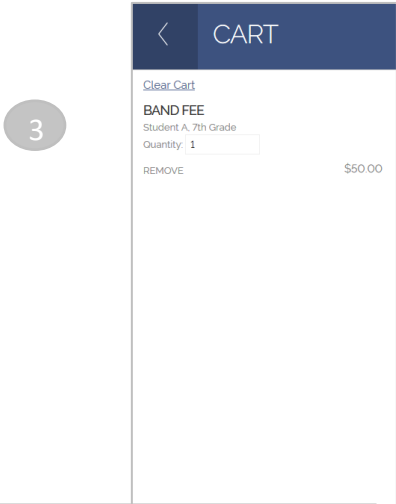 CART
Clear Cart
3
BAND FEE
Student A, 7th Grade
Quantity: 1
REMOVE $50.00